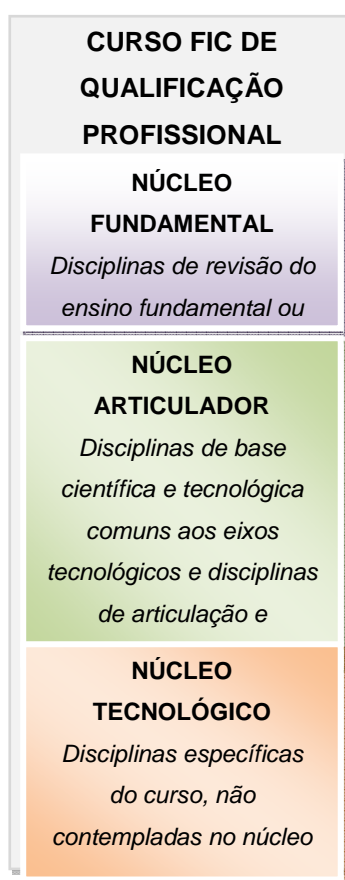 CURSO FIC DE
QUALIFICAÇÃO
PROFISSIONAL
NÚCLEO
FUNDAMENTAL
Disciplinas de revisão do
ensino fundamental ou
NÚCLEO
ARTICULADOR
Disciplinas de base
científica e tecnológica
comuns aos eixos
tecnológicos e disciplinas
de articulação e
NÚCLEO
TECNOLÓGICO
Disciplinas específicas
do curso, não
contempladas no núcleo